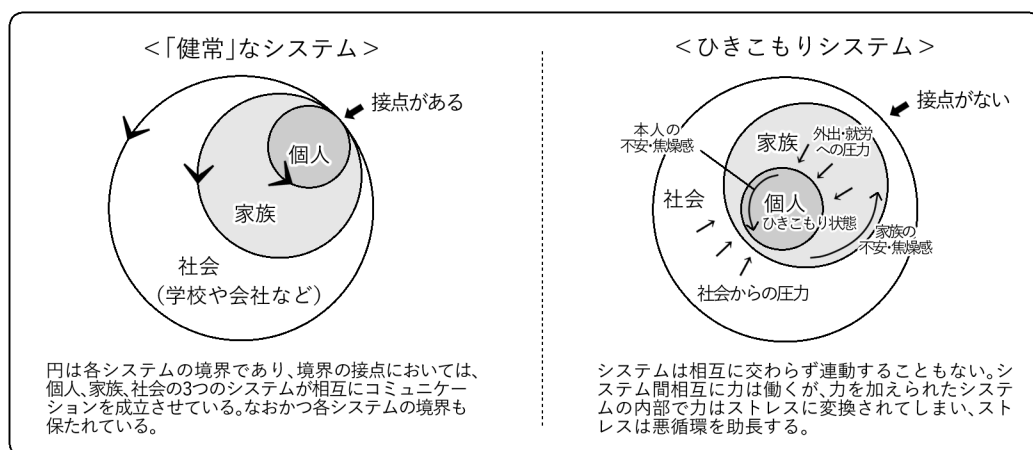 ＜「健常」なシステム＞
接点がある
個人
家族
社会
（学校や会社など）
円は各システムの境界であり、境界の接点においては、
個人、家族、社会の3つのシステムが相互にコミュニケー
ションを成立させている。なおかつ各システムの境界も
保たれている。
＜ひきこもりシステム＞
接点がない
本人の
不安・焦燥感
家族
外出・就労
への圧力
社会
個人
ひきこもり状態
家族の
不安・焦燥感
社会からの圧力
システムは相互に交わらず連動することもない。シ
ステム間相互に力は働くが、力を加えられたシステ
ムの内部で力はストレスに変換されてしまい、スト
レスは悪循環を助長する。